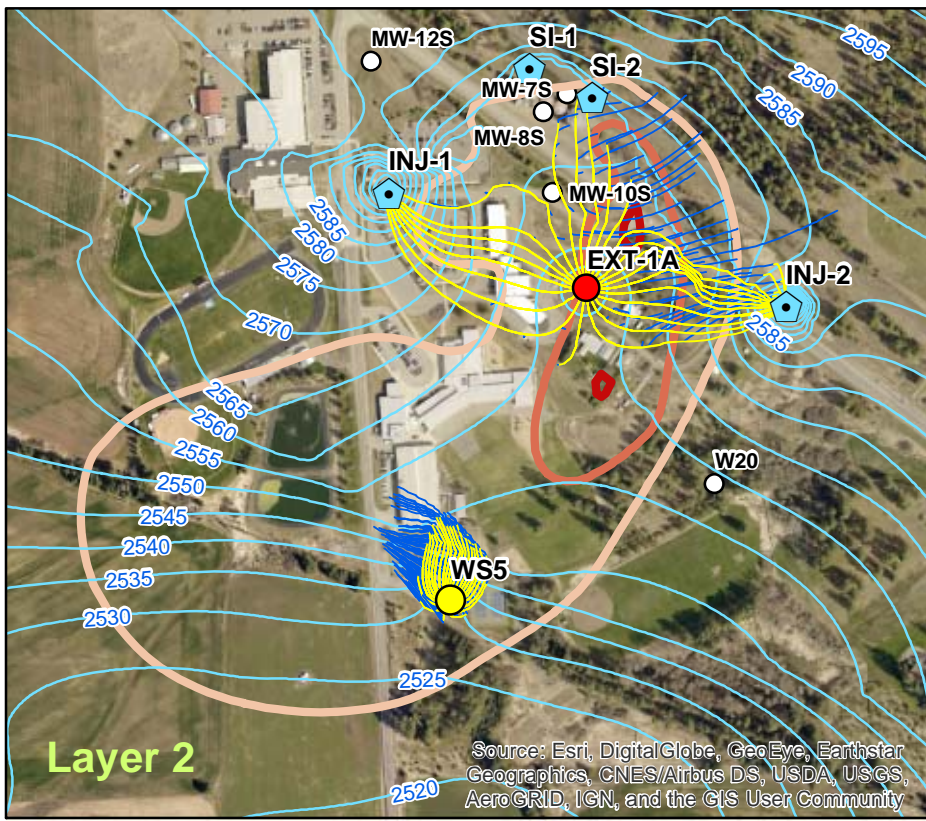 2595
SI-1
MW-12S
SI-2
2590
MW-7S
2585
MW-8S
INJ-1
MW-10S
2585
2580
EXT-1A
2575
INJ-2
2570
2585
2565
2560
2555
W20
2550
2545
2540
WS5
2535
2530
2525
Layer 2
Source: Esri, DigitalGlobe, GeoEye, Earthstar
Geographics, CNES/Airbus DS, USDA, USGS,
AeroGRID, IGN, and the GIS User Community
2520